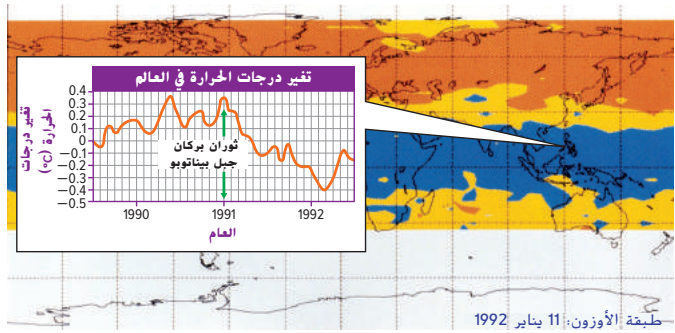 تغير درجات الحرارة في العالم
تغير درجات
الحرارة (°C)
0.4
0.3
0.2
0.1
0
−0.1
−0.2
−0.3
−0.4
−0.5
ثوران بركان
جبل بيناتوبو
1990
1991
1992
العام
طبقة الأوزون: 11 يناير 1992